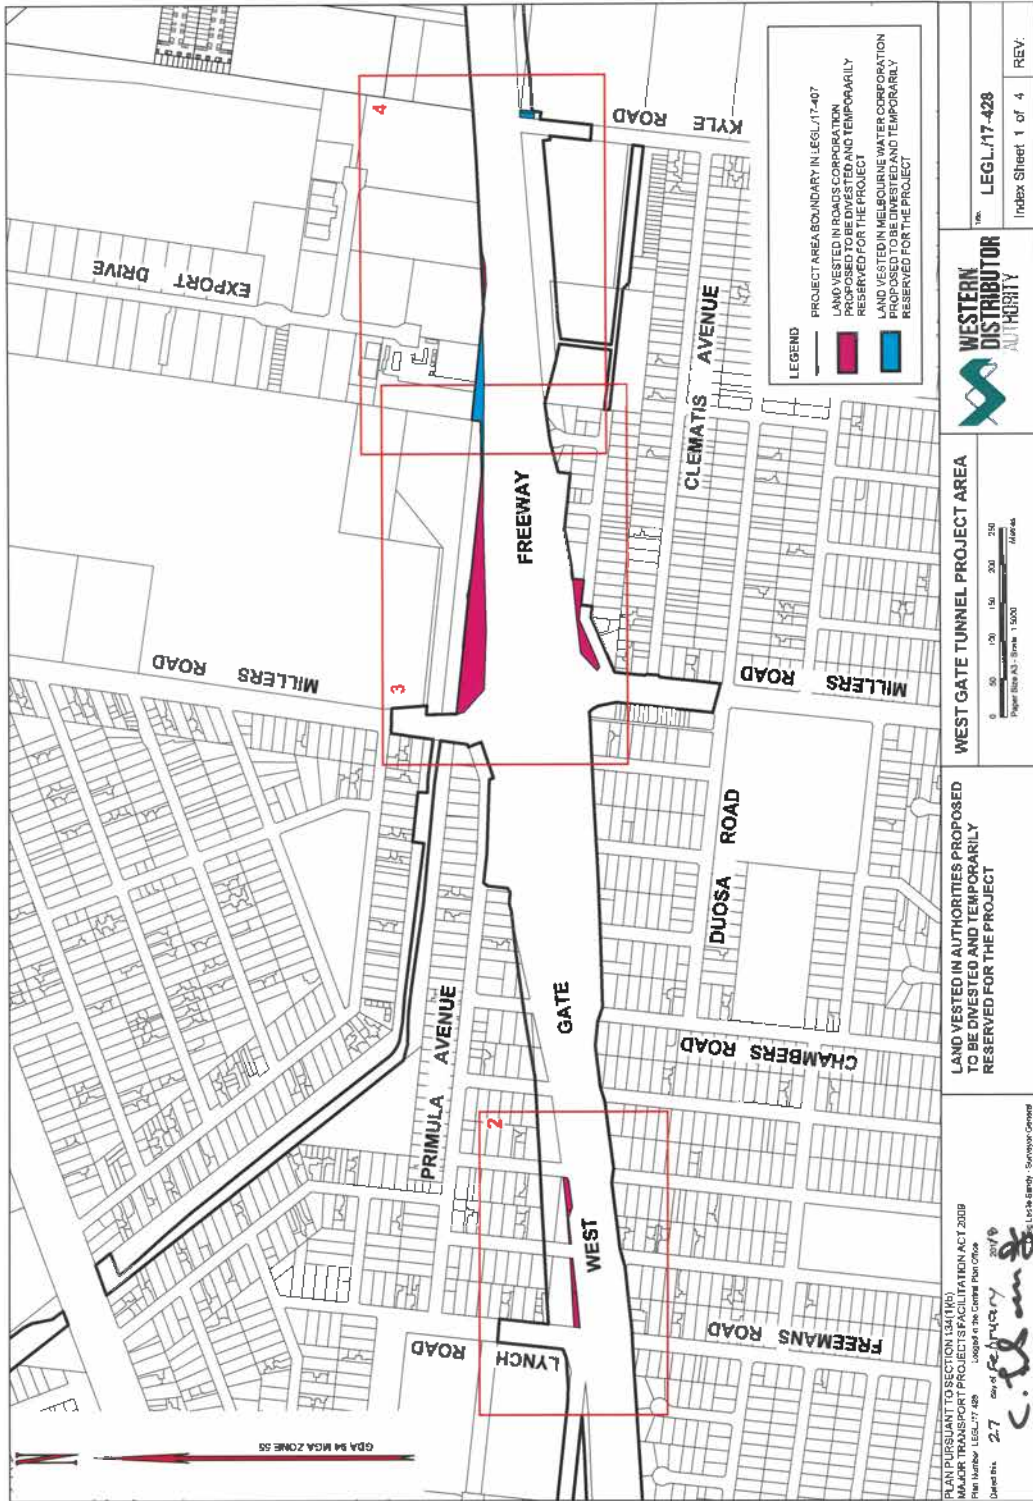 GDA 94 MGA ZONE 55
N
EXPORT DRIVE
MILLERS ROAD
PRIMULA AVENUE
LYNCH ROAD
WEST
GATE
FREEWAY
FREEMANS ROAD
CHAMBERS ROAD
DUOSA ROAD
MILLERS ROAD
CLEMATIS AVENUE
KYLE ROAD
2
3
4
LEGEND
PROJECT AREA BOUNDARY IN LEGL./17-407
LAND VESTED IN ROADS CORPORATION
PROPOSED TO BE DIVESTED AND TEMPORARILY
RESERVED FOR THE PROJECT
LAND VESTED IN MELBOURNE WATER CORPORATION
PROPOSED TO BE DIVESTED AND TEMPORARILY
RESERVED FOR THE PROJECT
PLAN PURSUANT TO SECTION 134(1)(b)
MAJOR TRANSPORT PROJECTS FACILITATION ACT 2009
Plan Number LEGL./17-428 Lodged in the Central Plan Office
Dated this 27 day of February 2018
Surveyor General
LAND VESTED IN AUTHORITIES PROPOSED
TO BE DIVESTED AND TEMPORARILY
RESERVED FOR THE PROJECT
WEST GATE TUNNEL PROJECT AREA
0 50 100 150 200 250
Metres
Paper Size A3 - Scale 1:5000
WESTERN
DISTRIBUTOR
AUTHORITY
Title
LEGL./17-428
Index Sheet 1 of 4
REV: